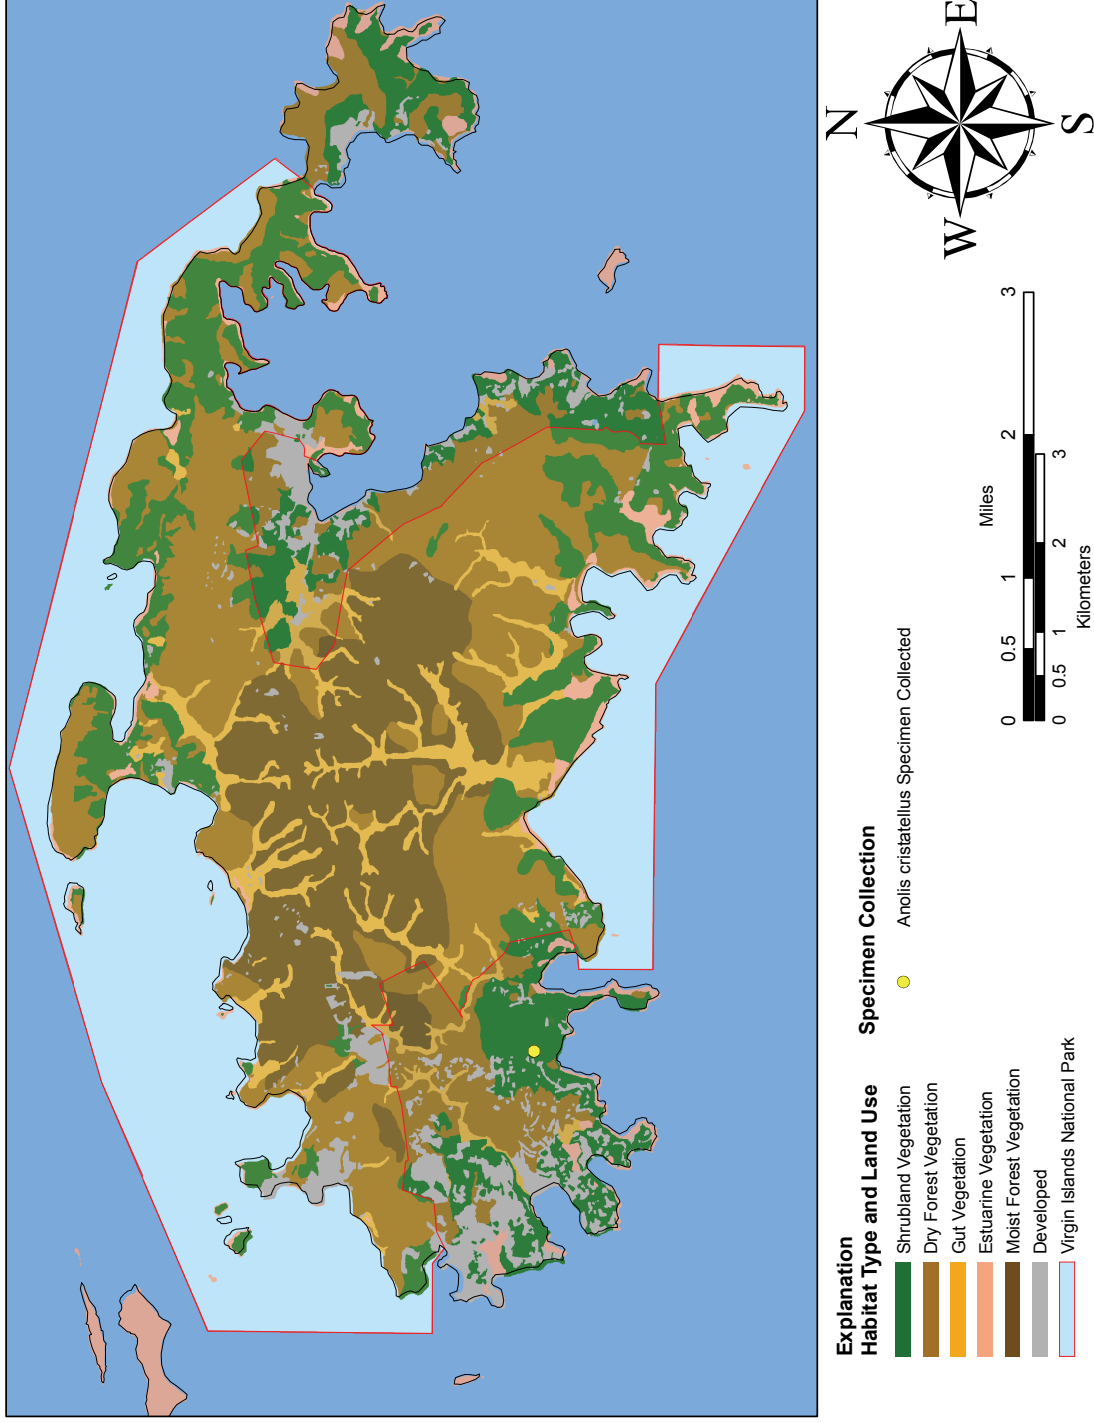 N
E
S
W
Explanation
Habitat Type and Land Use
Shrubland Vegetation
Dry Forest Vegetation
Gut Vegetation
Estuarine Vegetation
Moist Forest Vegetation
Developed
Virgin Islands National Park
Specimen Collection
Anolis cristatellus Specimen Collected
0 0.5 1 2 3
Miles
0 0.5 1 2 3
Kilometers